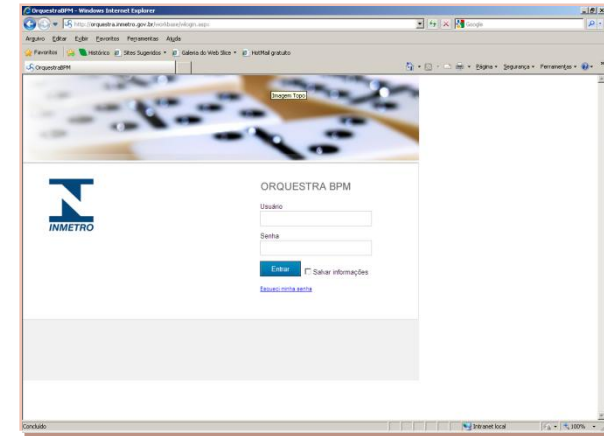 OrquestraBPM - Windows Internet Explorer
http://orquestra.inmetro.gov.br/workbase/wlogin.aspx
Google
Arquivo Editar Exibir Favoritos Ferramentas Ajuda
Favoritos Histórico Sites Sugeridos Galeria do Web Slice HotMail gratuito
OrquestraBPM
Página Segurança Ferramentas
Imagem Topo
INMETRO
ORQUESTRA BPM
Usuário
Senha
Entrar Salvar informações
Esqueci minha senha
Concluído Intranet local 100%